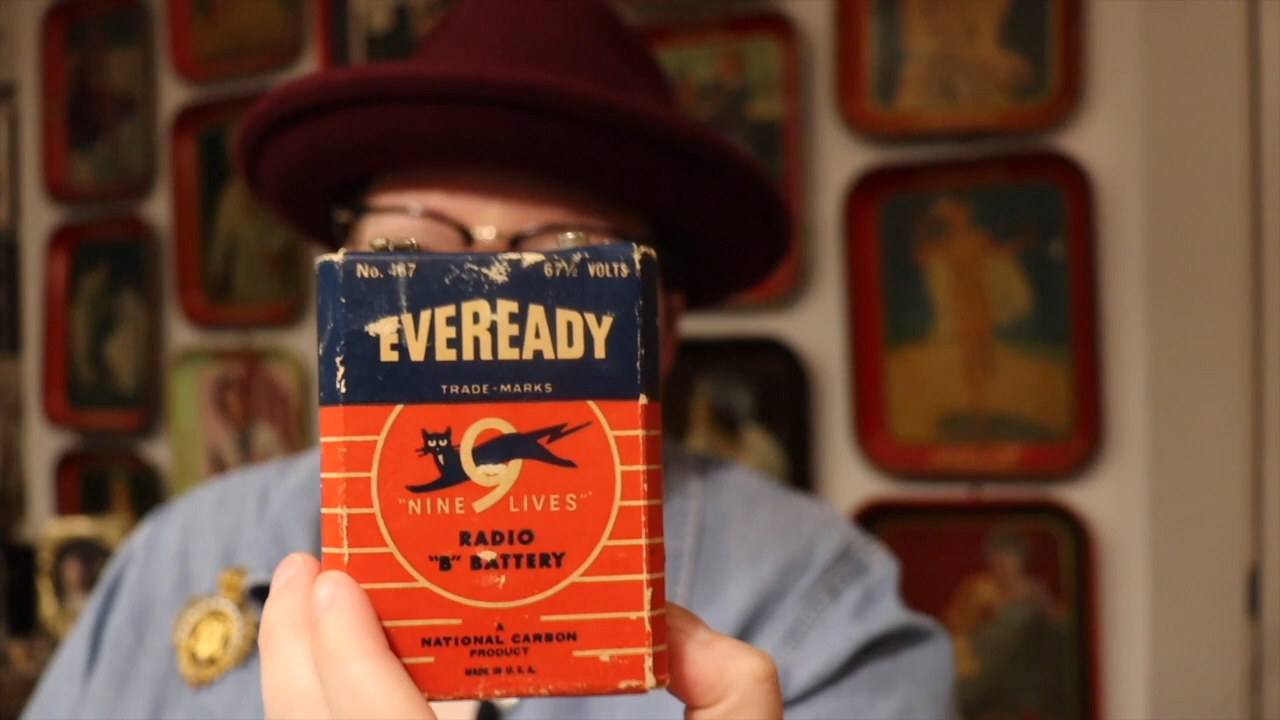 No. 467 67½ VOLTS
EVEREADY
TRADE-MARKS
9
"NINE LIVES"
RADIO
"B" BATTERY
A
NATIONAL CARBON
PRODUCT
MADE IN U.S.A.